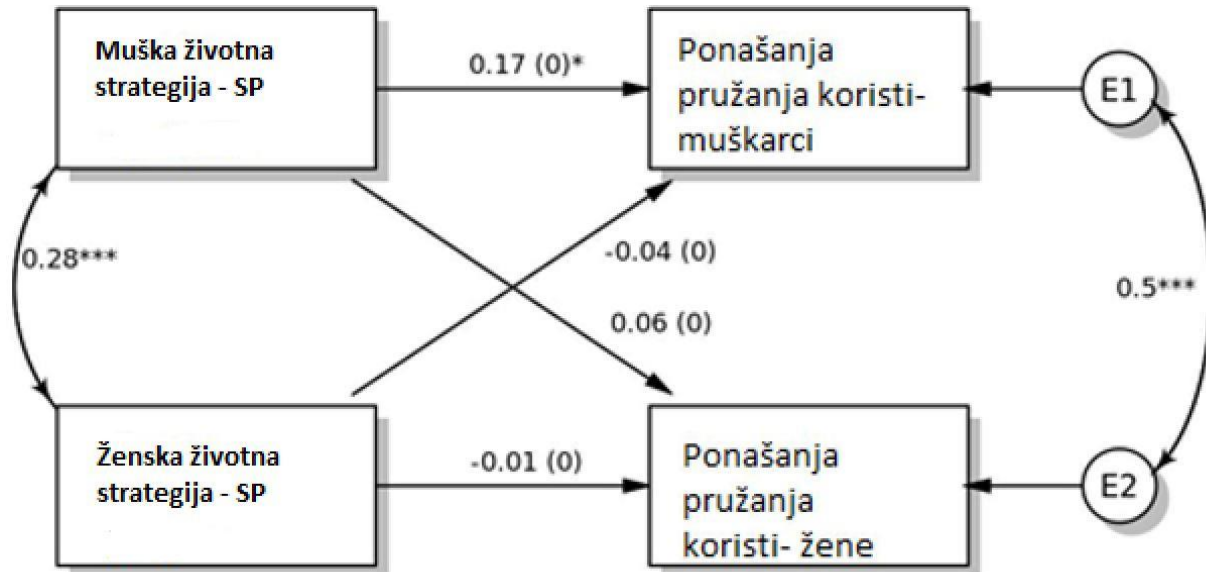 Muška životna
strategija - SP
0.17 (0)*
Ponašanja
pružanja koristi-
muškarci
E1
0.28***
-0.04 (0)
0.06 (0)
0.5***
Ženska životna
strategija - SP
-0.01 (0)
Ponašanja
pružanja
koristi- žene
E2